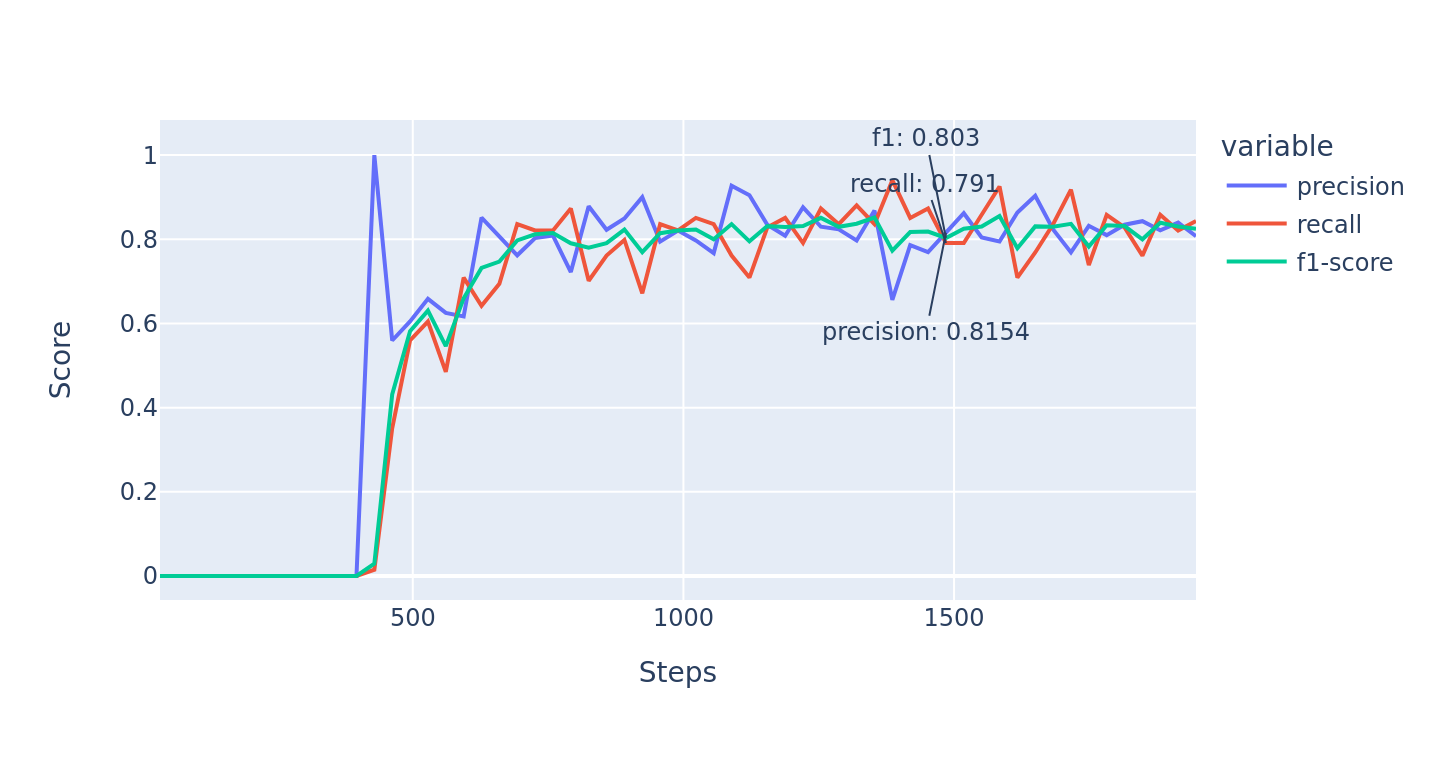 f1: 0.803
recall: 0.791
precision: 0.8154
1
0.8
0.6
0.4
0.2
0
500
1000
1500
Steps
Score
variable
precision
recall
f1-score